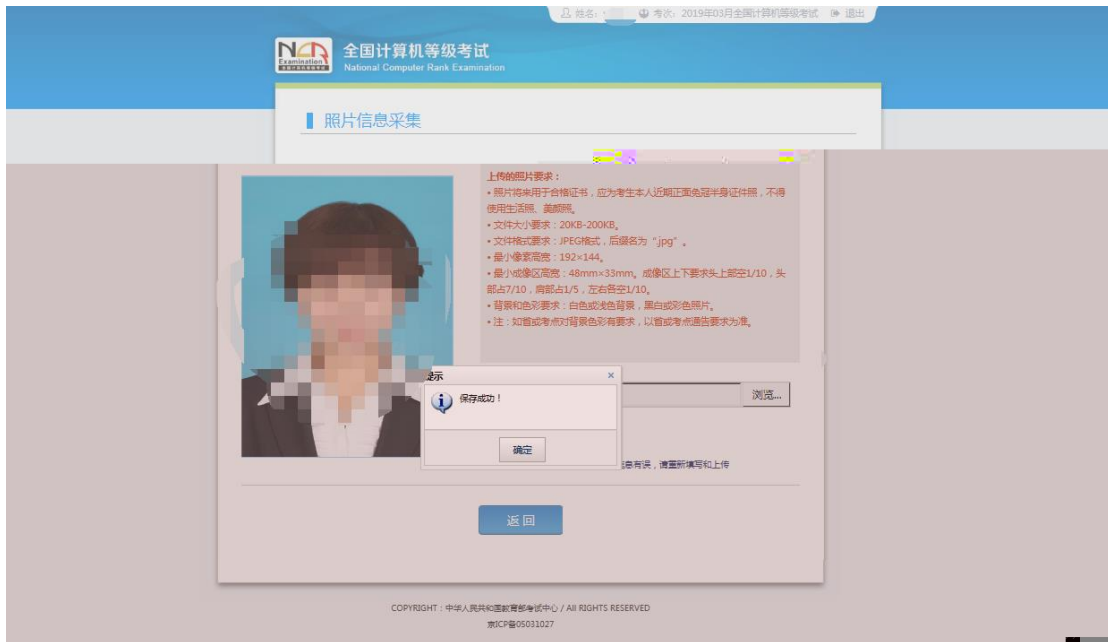 姓名：
考次：2019年03月全国计算机等级考试
退出
NCR
Examination
全国计算机等级考试
National Computer Rank Examination
照片信息采集
上传的照片要求：
• 照片将来用于合格证书，应为考生本人近期正面免冠半身证件照，不得
使用生活照、美颜照。
• 文件大小要求：20KB-200KB。
• 文件格式要求：JPEG格式，后缀名为“jpg”。
• 最小像素高宽：192×144。
• 最小成像区高宽：48mm×33mm。成像区上下要求头上部空1/10，头
部占7/10，肩部占1/5，左右各空1/10。
• 背景和色彩要求：白色或浅色背景，黑白或彩色照片。
• 注：如省或考点对背景色彩有要求，以省或考点通告要求为准。
提示
×
保存成功！
浏览...
确定
息有误，请重新填写和上传
返回
COPYRIGHT：中华人民共和国教育部考试中心 / All RIGHTS RESERVED
京ICP备05031027